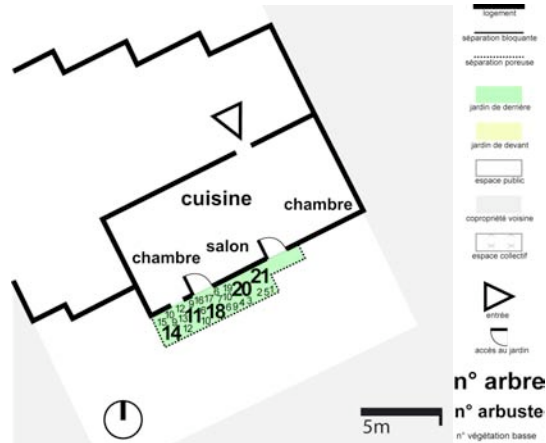 logement
séparation bloquante
séparation poreuse
jardin de derrière
jardin de devant
espace public
copropriété voisine
espace collectif
entrée
accès au jardin
n° arbre
n° arbuste
n° végétation basse
cuisine
chambre
salon
chambre
21
20
18
11
14
5m